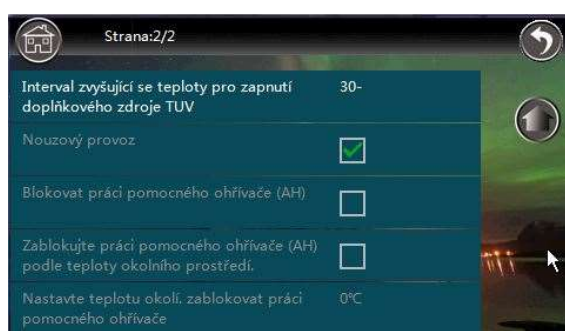 Strana:2/2
Interval zvyšující se teploty pro zapnutí 30-
doplňkového zdroje TUV
Nouzový provoz
Blokovat práci pomocného ohřívače (AH)
Zablokujte práci pomocného ohřívače (AH)
podle teploty okolního prostředí.
Nastavte teplotu okolí. zablokovat práci 0℃
pomocného ohřívače